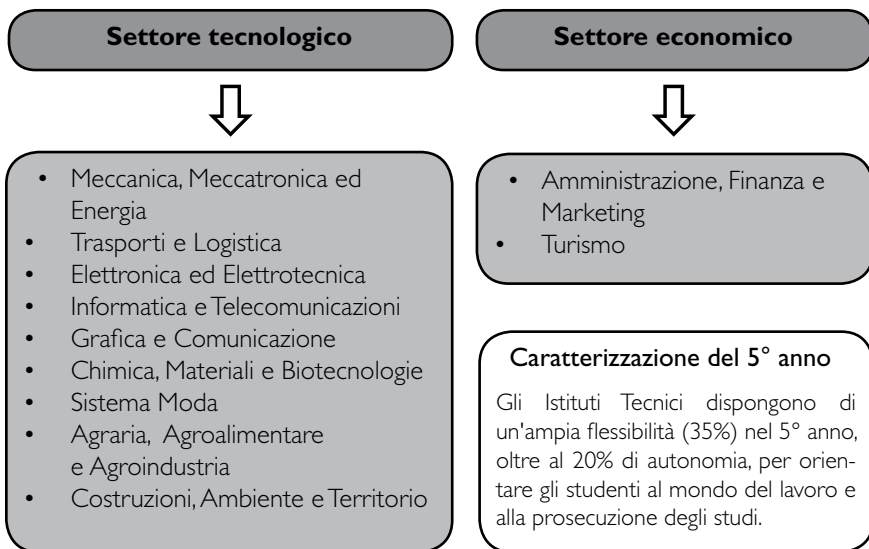 Settore tecnologico
• Meccanica, Meccatronica ed
Energia
• Trasporti e Logistica
• Elettronica ed Elettrotecnica
• Informatica e Telecomunicazioni
• Grafica e Comunicazione
• Chimica, Materiali e Biotecnologie
• Sistema Moda
• Agraria, Agroalimentare
e Agroindustria
• Costruzioni, Ambiente e Territorio
Settore economico
• Amministrazione, Finanza e
Marketing
• Turismo
Caratterizzazione del 5° anno
Gli Istituti Tecnici dispongono di
un'ampia flessibilità (35%) nel 5° anno,
oltre al 20% di autonomia, per orien-
tare gli studenti al mondo del lavoro e
alla prosecuzione degli studi.